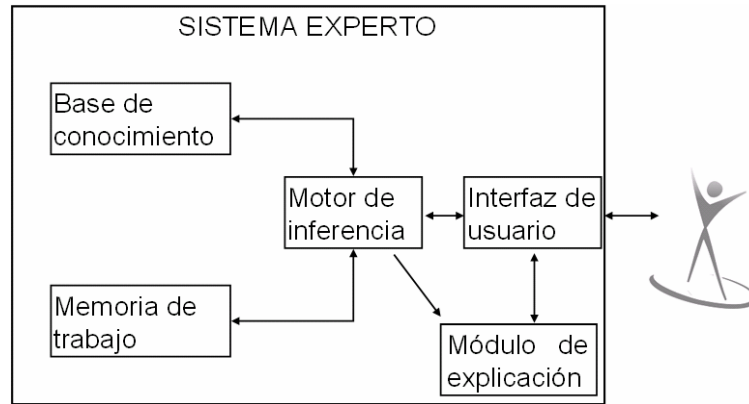 SISTEMA EXPERTO
Base de
conocimiento
Motor de
inferencia
Interfaz de
usuario
Memoria de
trabajo
Módulo de
explicación